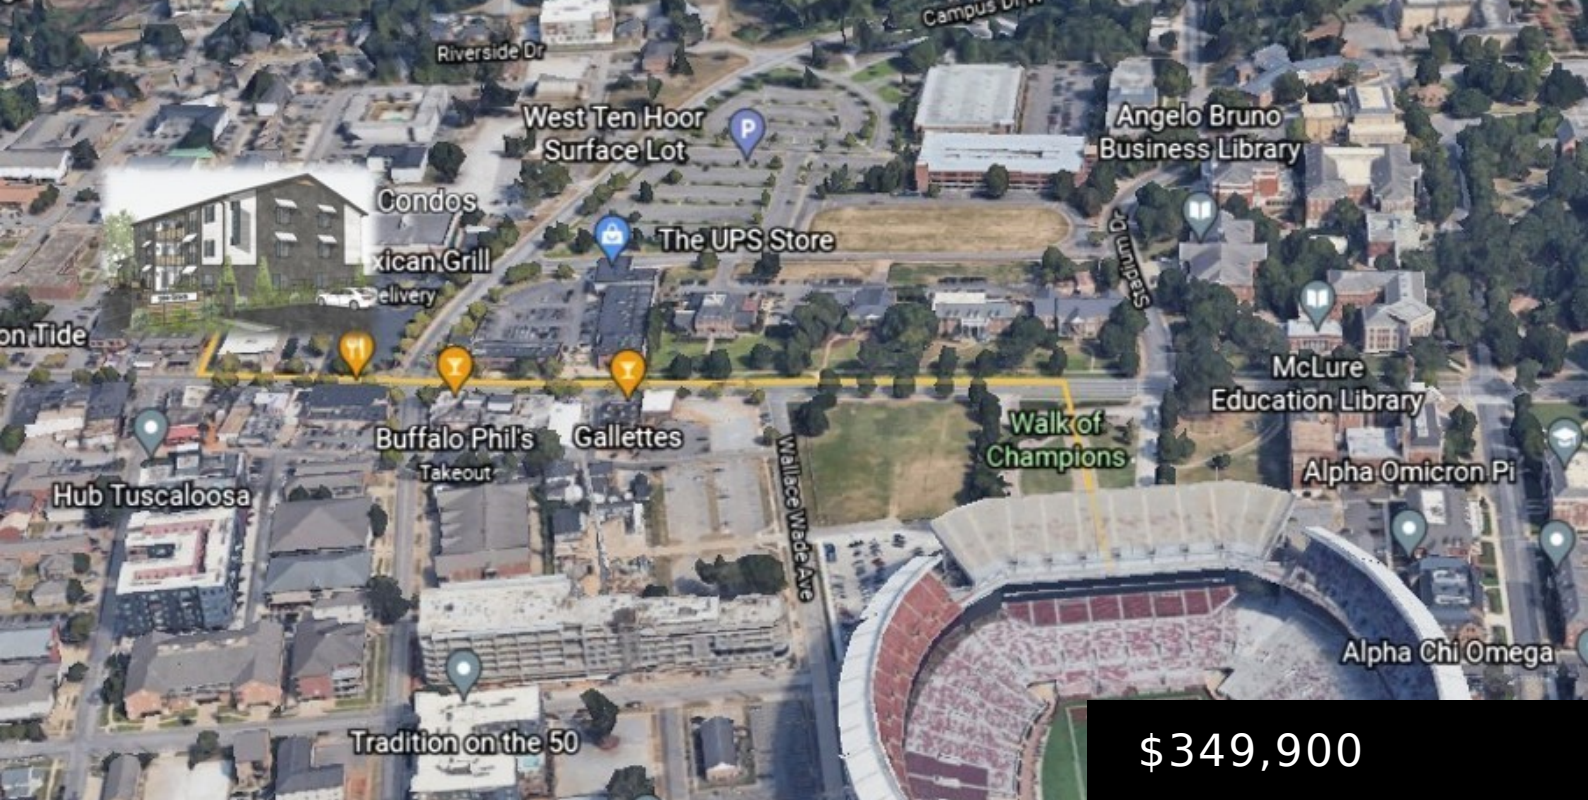 Campus Dr W
Riverside Dr
West Ten Hoor
Surface Lot
P
Angelo Bruno
Business Library
Condos
The UPS Store
xican Grill
elivery
Stadium Dr
on Tide
McLure
Education Library
Walk of
Champions
Buffalo Phil's
Takeout
Gallettes
Wallace Wade Ave
Alpha Omicron Pi
Hub Tuscaloosa
Alpha Chi Omega
Tradition on the 50
$349,900